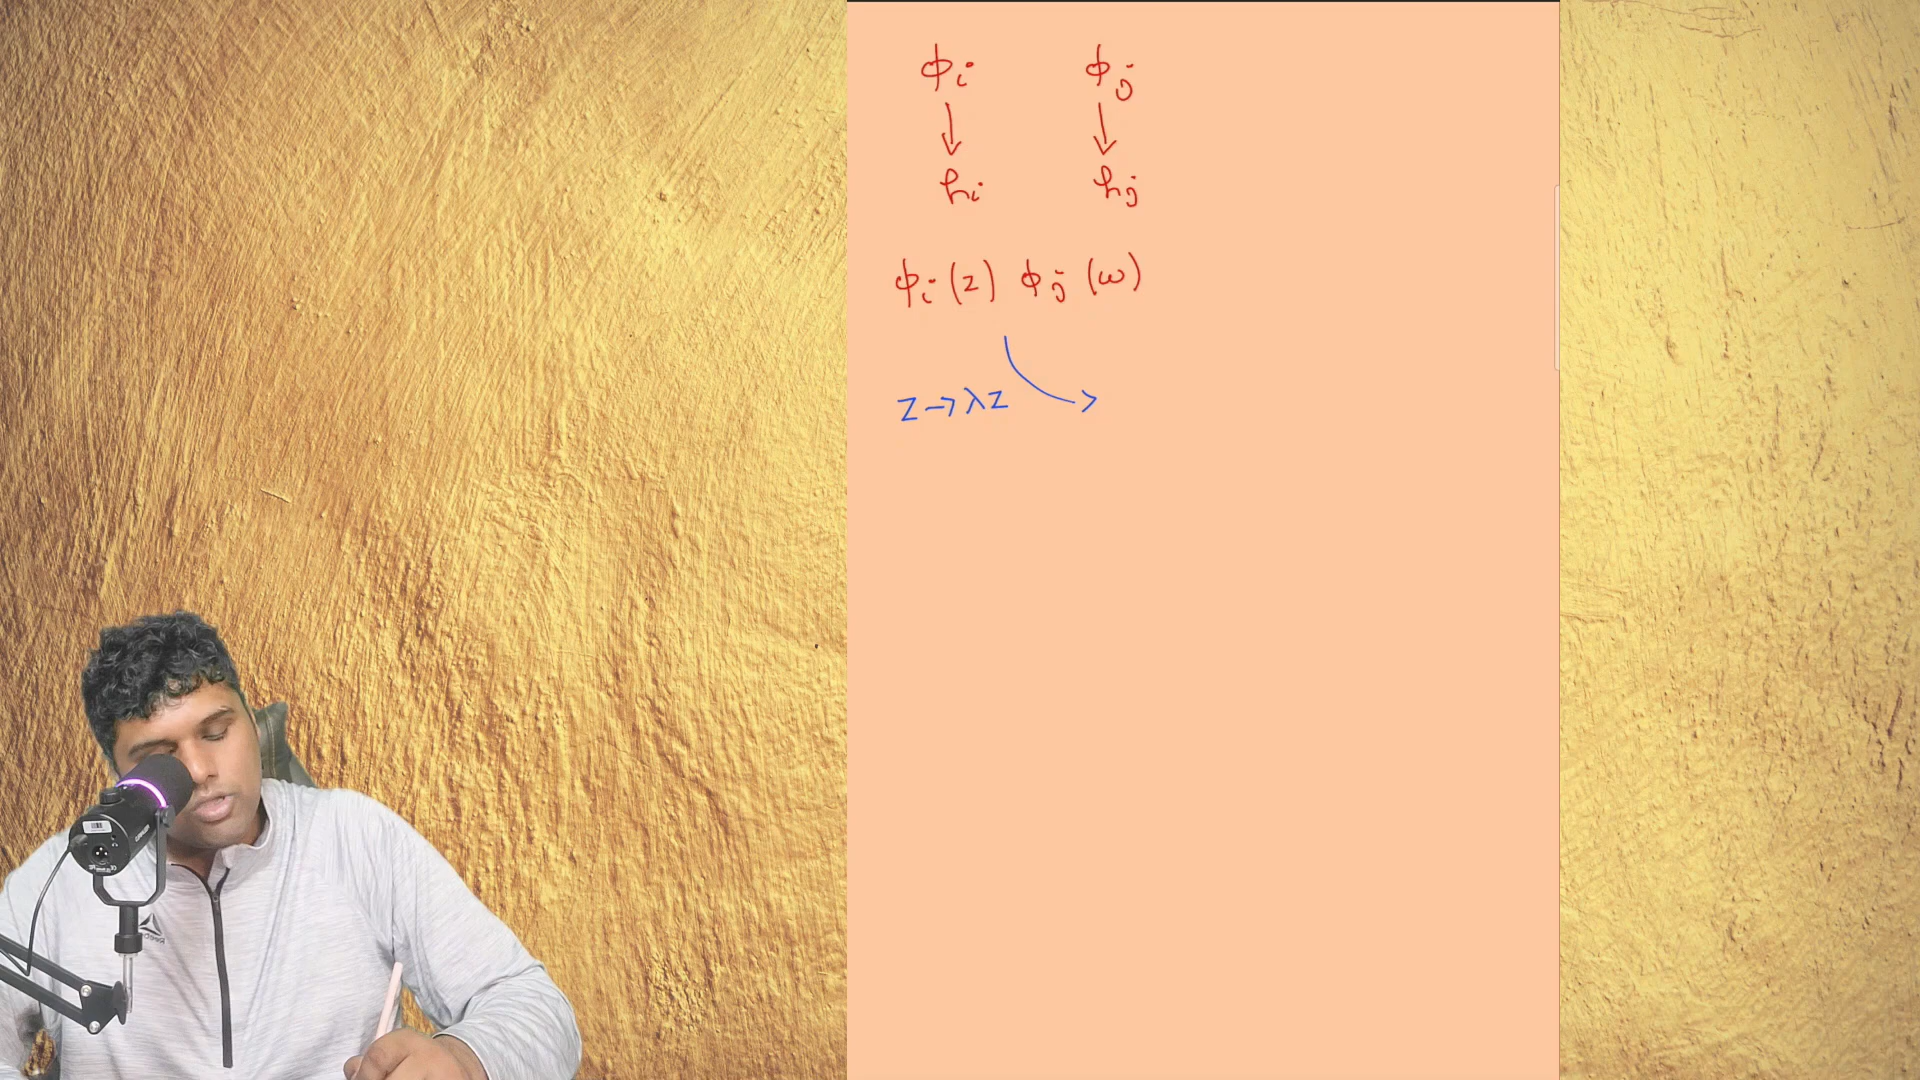 ϕᵢ ϕⱼ
↓ ↓
hᵢ hⱼ
ϕᵢ(z) ϕⱼ(ω)
z→λz →